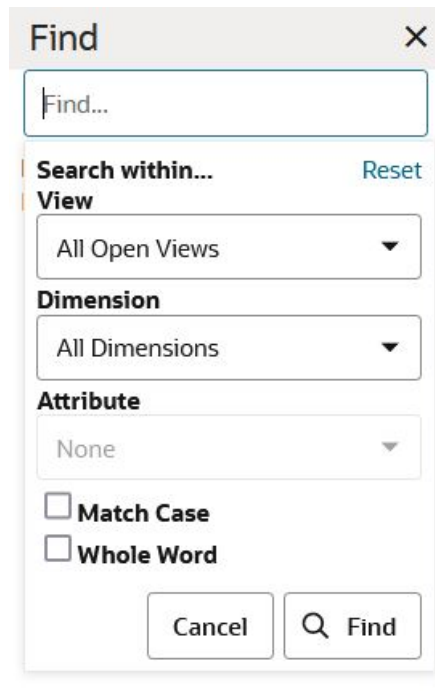 Find
Find...
Search within... Reset
View
All Open Views
Dimension
All Dimensions
Attribute
None
Match Case
Whole Word
Cancel Find